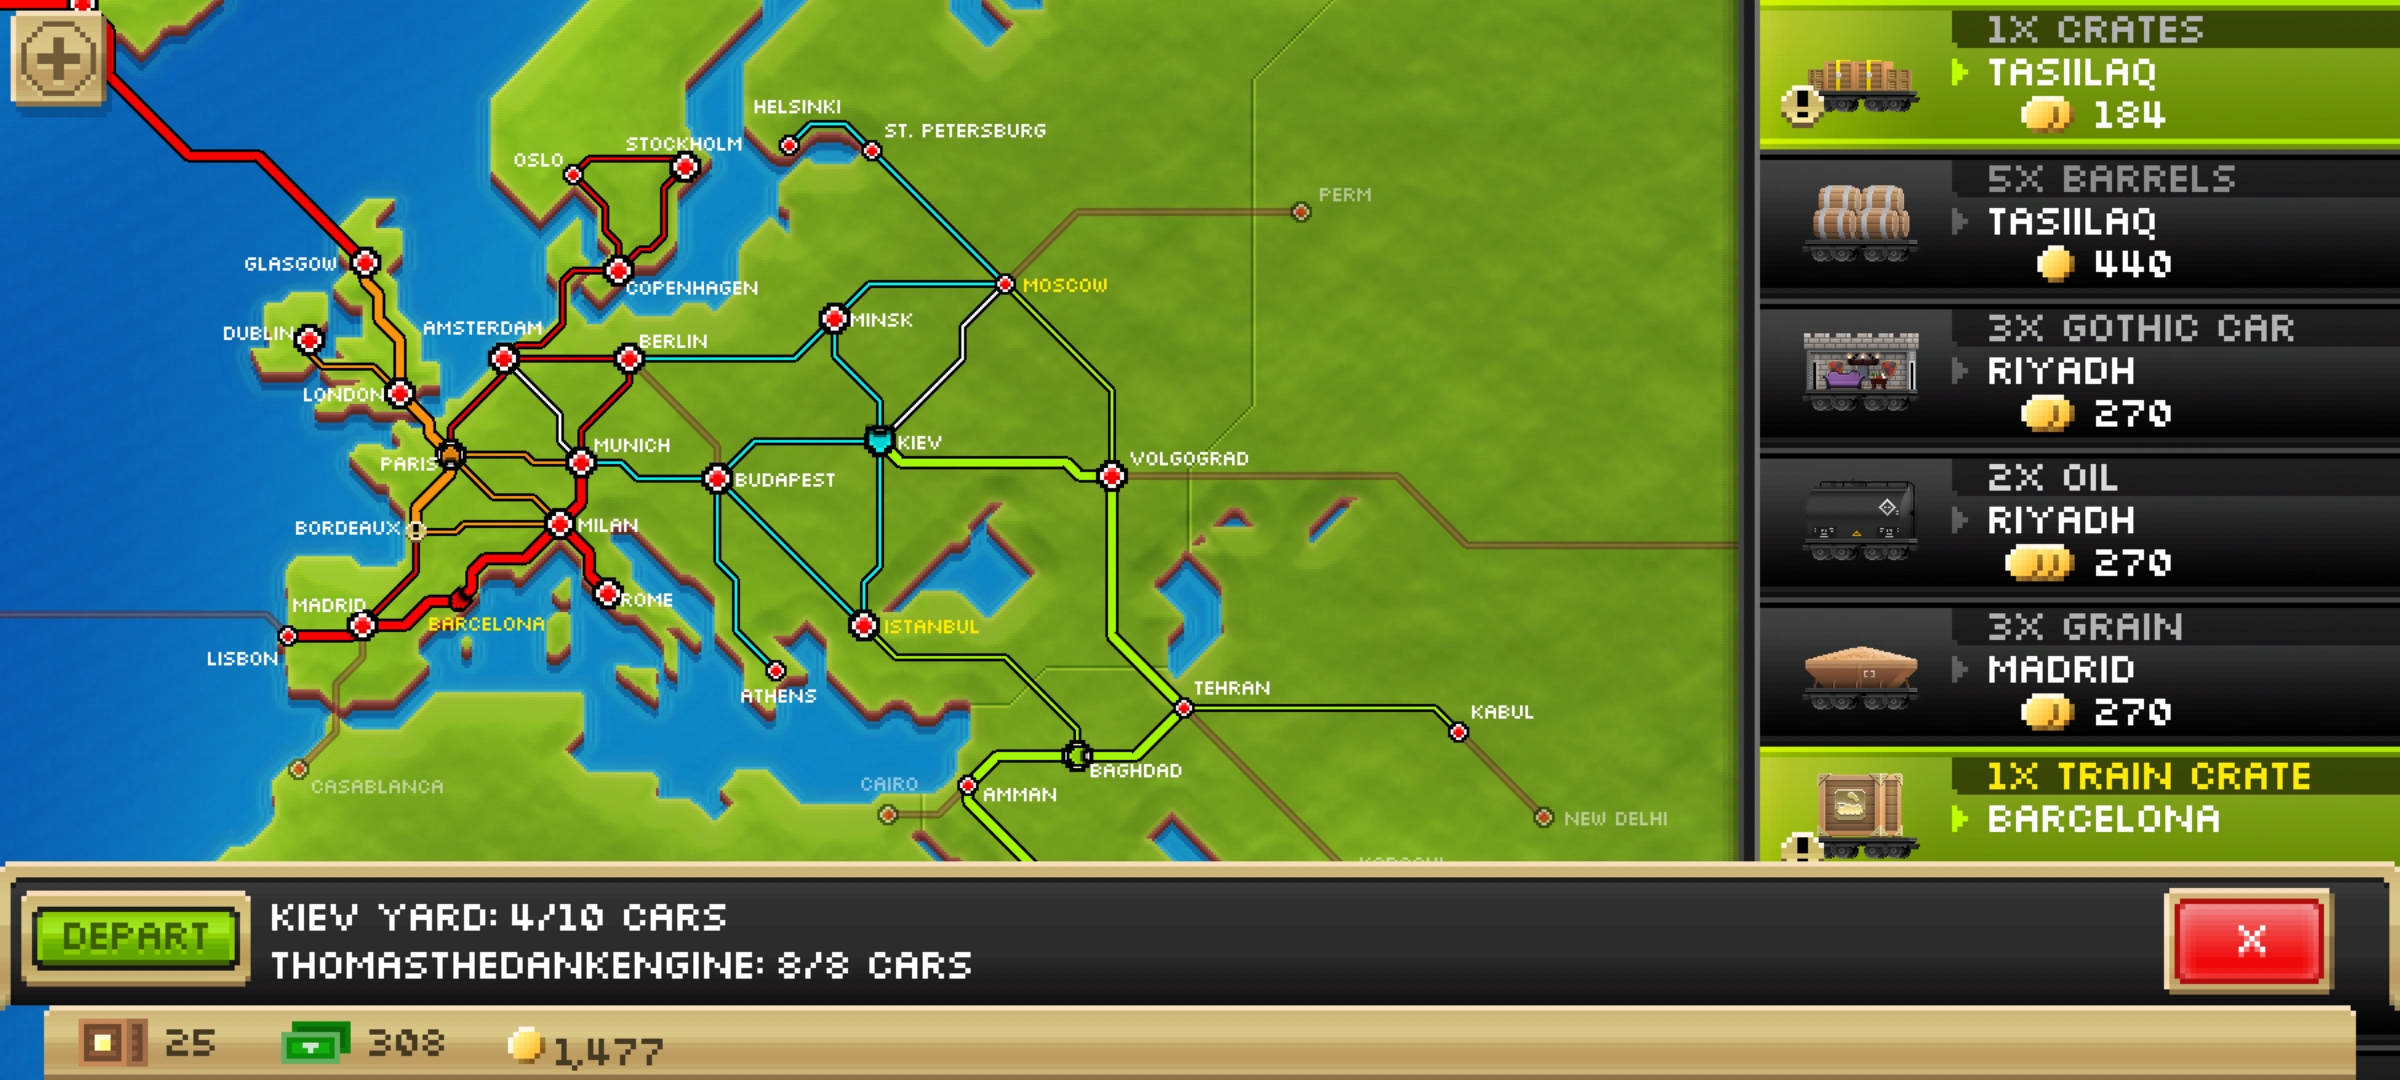 HELSINKI
ST. PETERSBURG
STOCKHOLM
OSLO
PERM
GLASGOW
COPENHAGEN
MOSCOW
DUBLIN
AMSTERDAM
BERLIN
MINSK
LONDON
PARIS
MUNICH
KIEV
BUDAPEST
VOLGOGRAD
BORDEAUX
MILAN
MADRID
ROME
BARCELONA
ISTANBUL
LISBON
ATHENS
TEHRAN
KABUL
CASABLANCA
CAIRO
AMMAN
BAGHDAD
NEW DELHI
1X CRATES
TASIILAQ
184
5X BARRELS
TASIILAQ
440
3X GOTHIC CAR
RIYADH
270
2X OIL
RIYADH
270
3X GRAIN
MADRID
270
1X TRAIN CRATE
BARCELONA
DEPART
KIEV YARD: 4/10 CARS
THOMASTHEDANKENGINE: 8/8 CARS
X
25
308
1,477